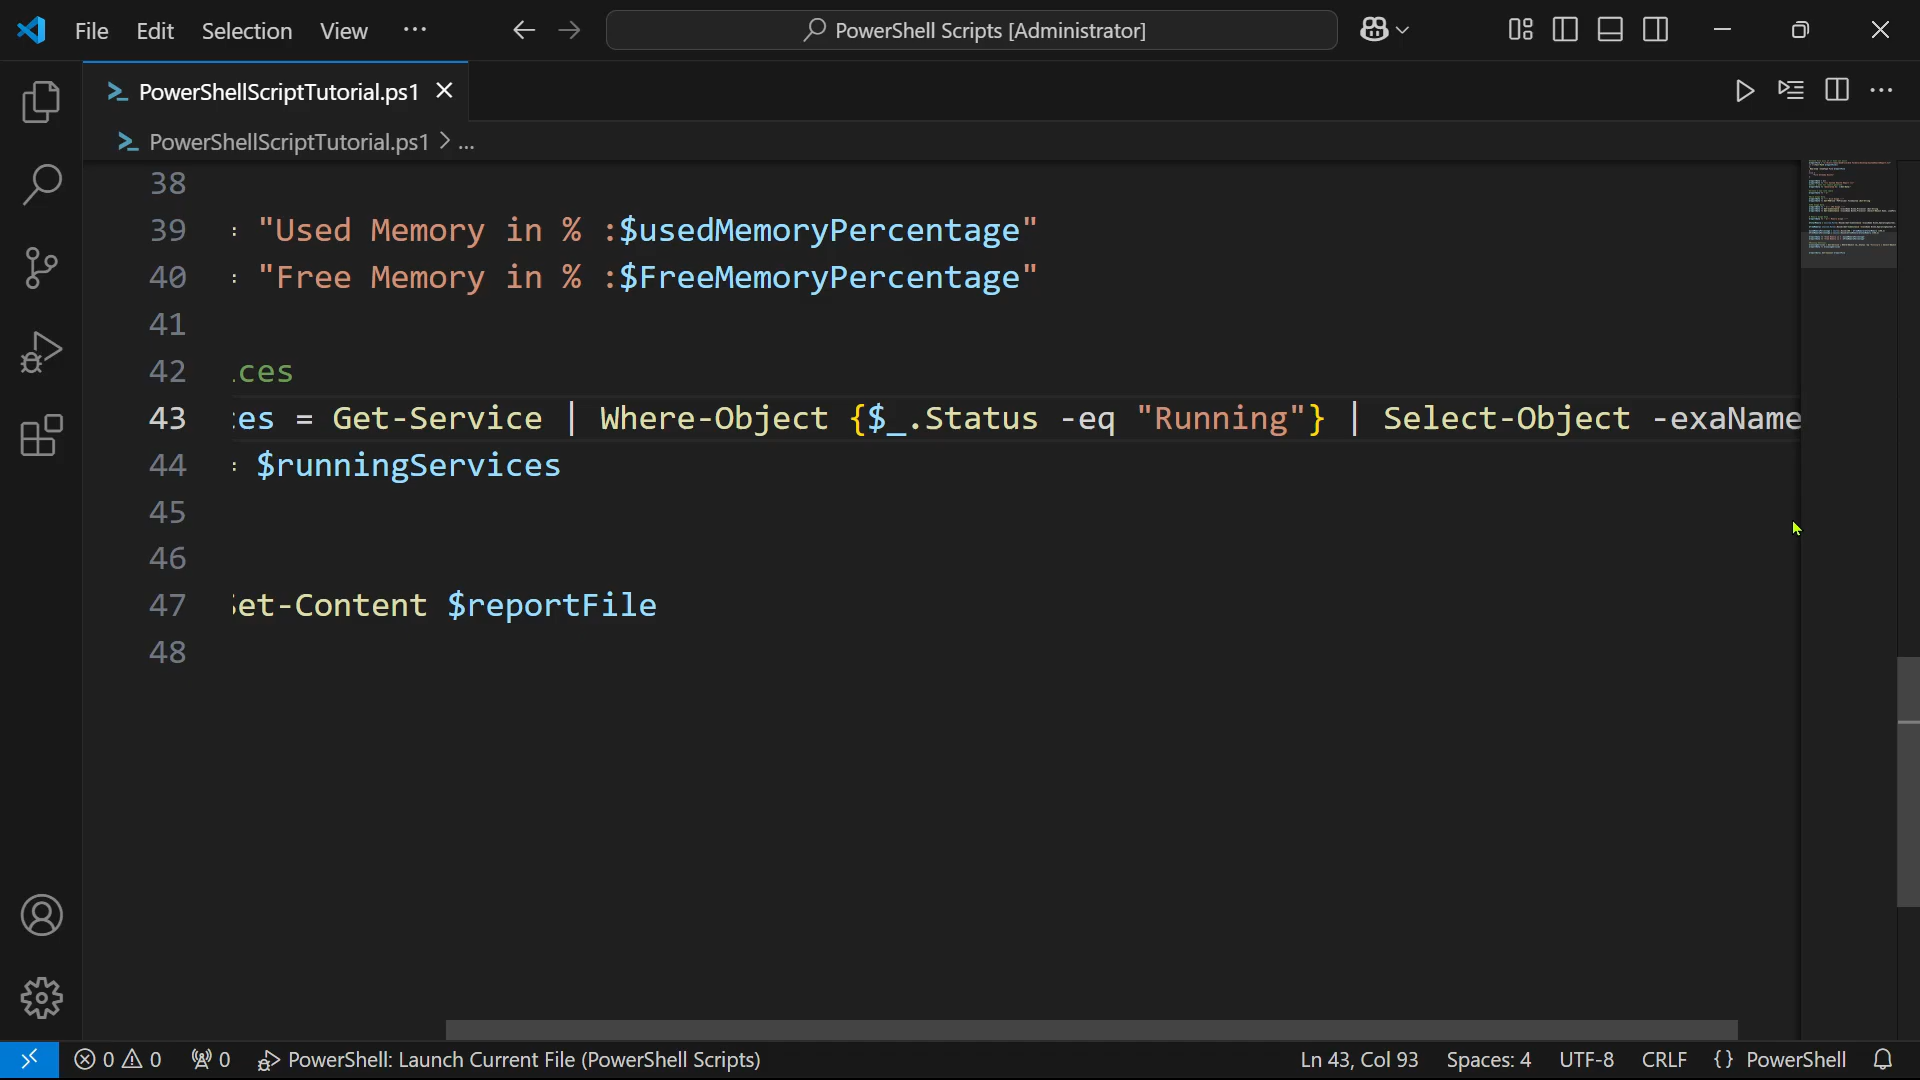 File Edit Selection View ··· PowerShell Scripts [Administrator]
PowerShellScriptTutorial.ps1
PowerShellScriptTutorial.ps1 > ...
38
39 "Used Memory in % :$usedMemoryPercentage"
40 "Free Memory in % :$FreeMemoryPercentage"
41
42 ces
43 es = Get-Service | Where-Object {$_.Status -eq "Running"} | Select-Object -exaName
44 $runningServices
45
46
47 et-Content $reportFile
48
0 0 0 PowerShell: Launch Current File (PowerShell Scripts) Ln 43, Col 93 Spaces: 4 UTF-8 CRLF {} PowerShell